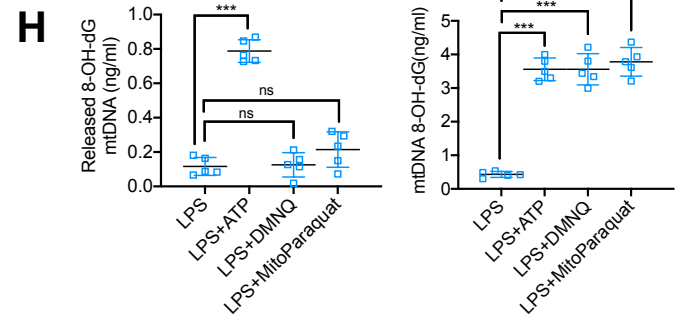 H
Released 8-OH-dG
mtDNA (ng/ml)
1.0
0.8
0.6
0.4
0.2
0.0
***
ns
ns
LPS
LPS+ATP
LPS+DMNQ
LPS+MitoParaquat
mtDNA 8-OH-dG(ng/ml)
5
4
3
2
1
0
***
***
LPS
LPS+ATP
LPS+DMNQ
LPS+MitoParaquat